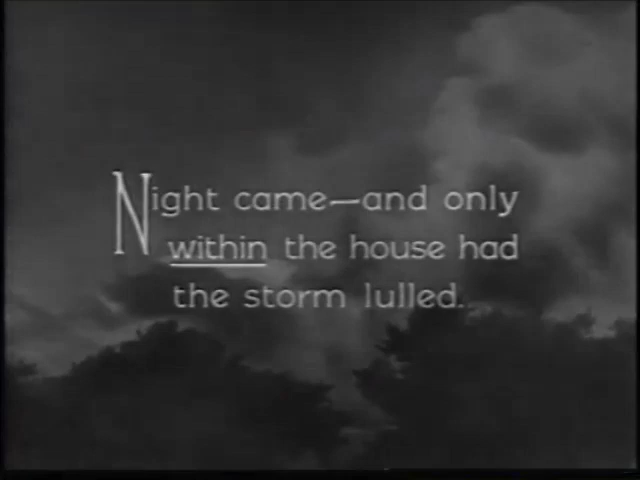 Night came—and only
within the house had
the storm lulled.